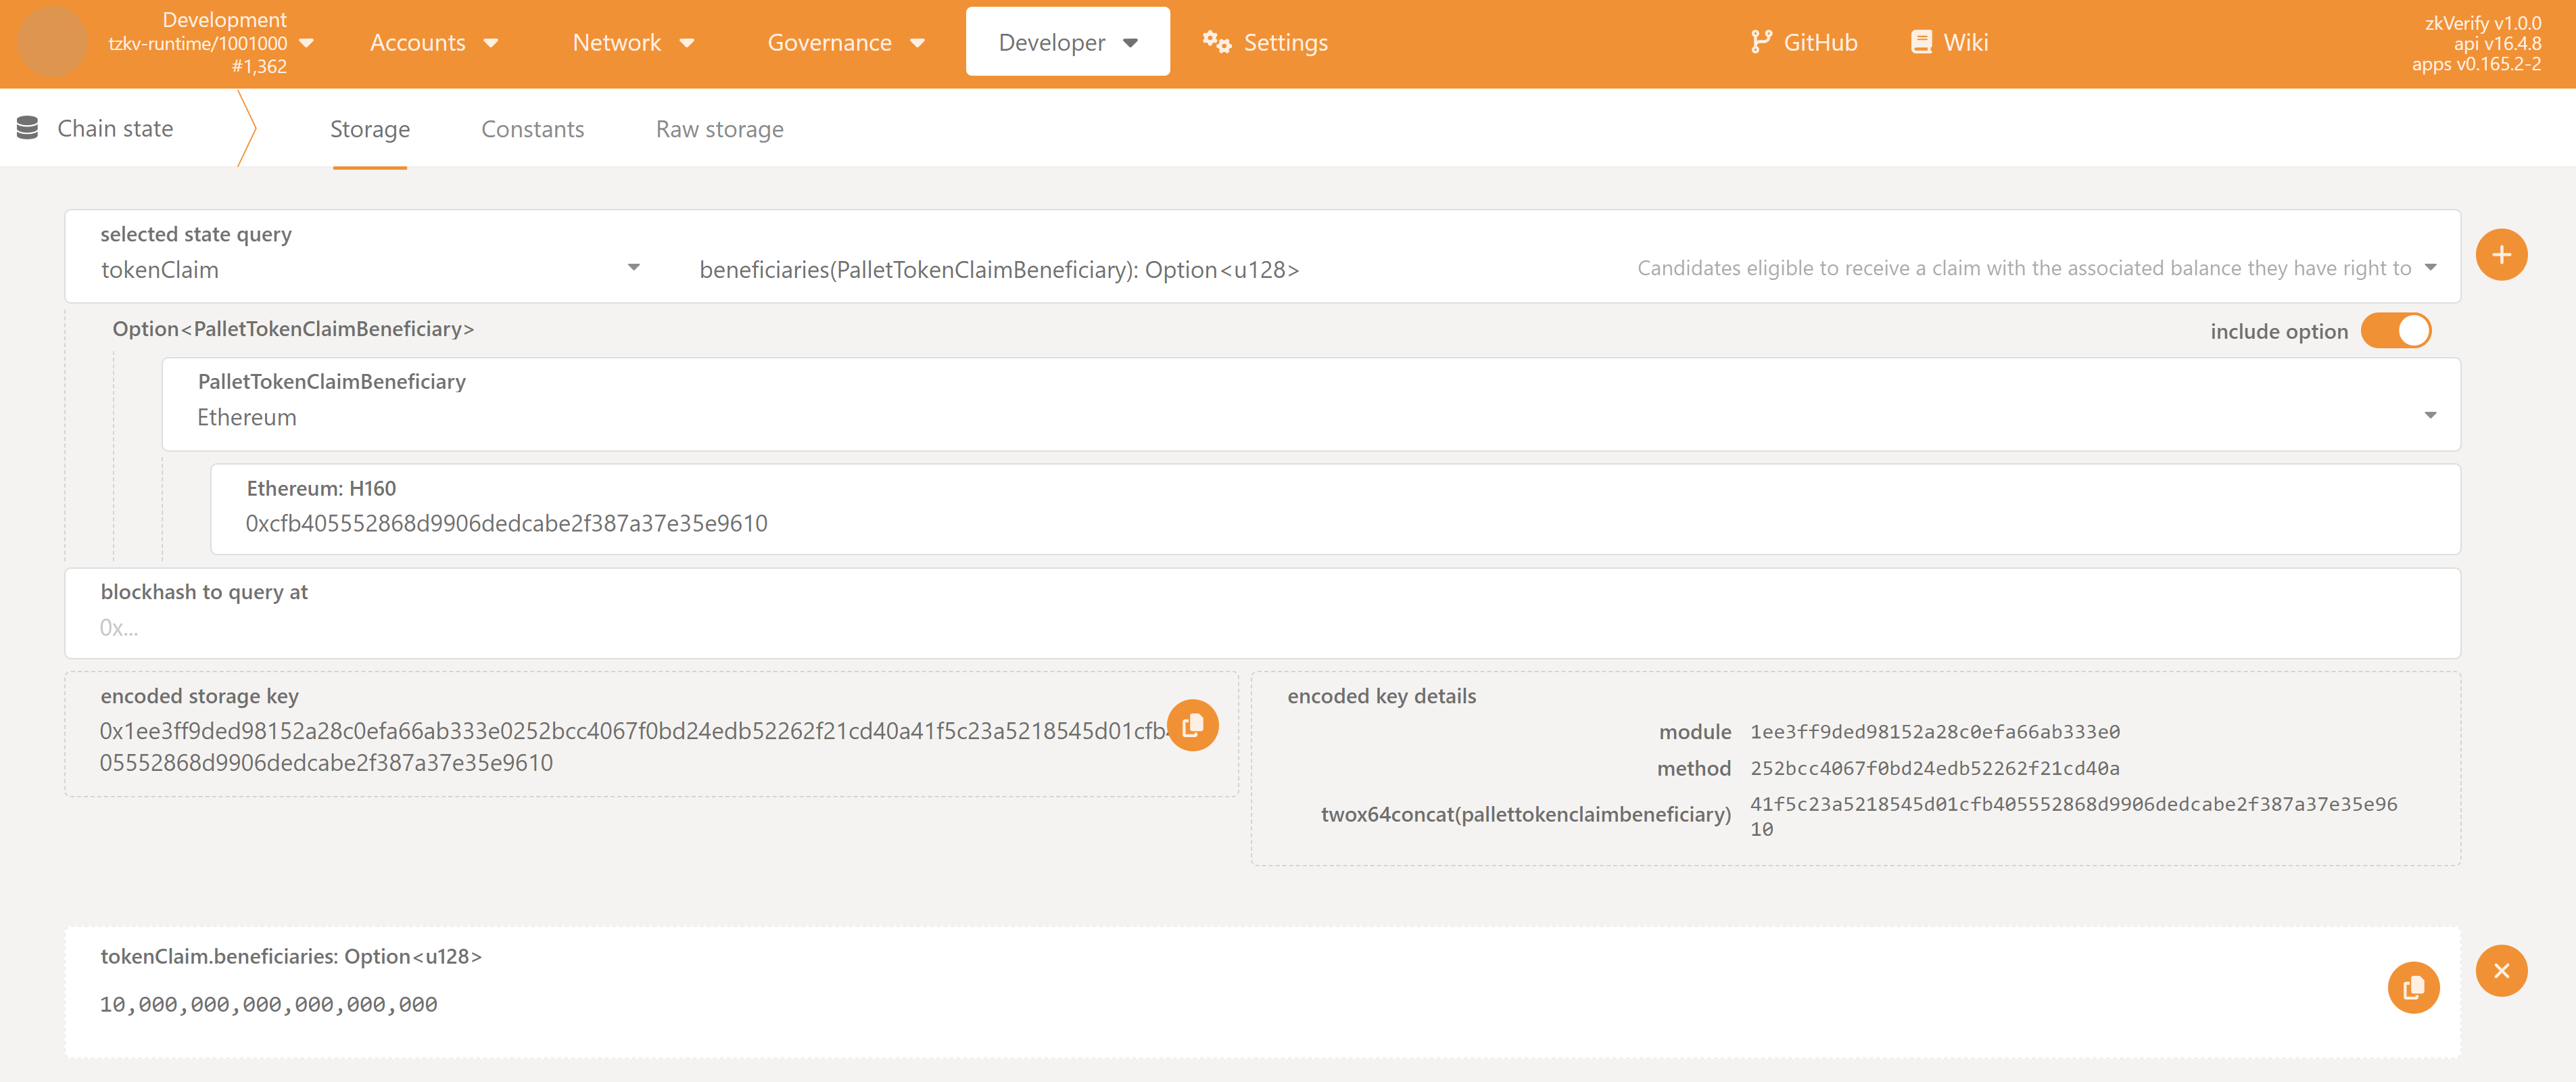 Development
tzkv-runtime/1001000
#1,362
Accounts
Network
Governance
Developer
Settings
GitHub
Wiki
zkVerify v1.0.0
api v16.4.8
apps v0.165.2-2
Chain state
Storage
Constants
Raw storage
selected state query
tokenClaim
beneficiaries(PalletTokenClaimBeneficiary): Option<u128>
Candidates eligible to receive a claim with the associated balance they have right to
Option<PalletTokenClaimBeneficiary>
include option
PalletTokenClaimBeneficiary
Ethereum
Ethereum: H160
0xcfb405552868d9906dedcabe2f387a37e35e9610
blockhash to query at
0x...
encoded storage key
0x1ee3ff9ded98152a28c0efa66ab333e0252bcc4067f0bd24edb52262f21cd40a41f5c23a5218545d01cfb4
05552868d9906dedcabe2f387a37e35e9610
encoded key details
module 1ee3ff9ded98152a28c0efa66ab333e0
method 252bcc4067f0bd24edb52262f21cd40a
twox64concat(pallettokenclaimbeneficiary) 41f5c23a5218545d01cfb405552868d9906dedcabe2f387a37e35e96
10
tokenClaim.beneficiaries: Option<u128>
10,000,000,000,000,000,000